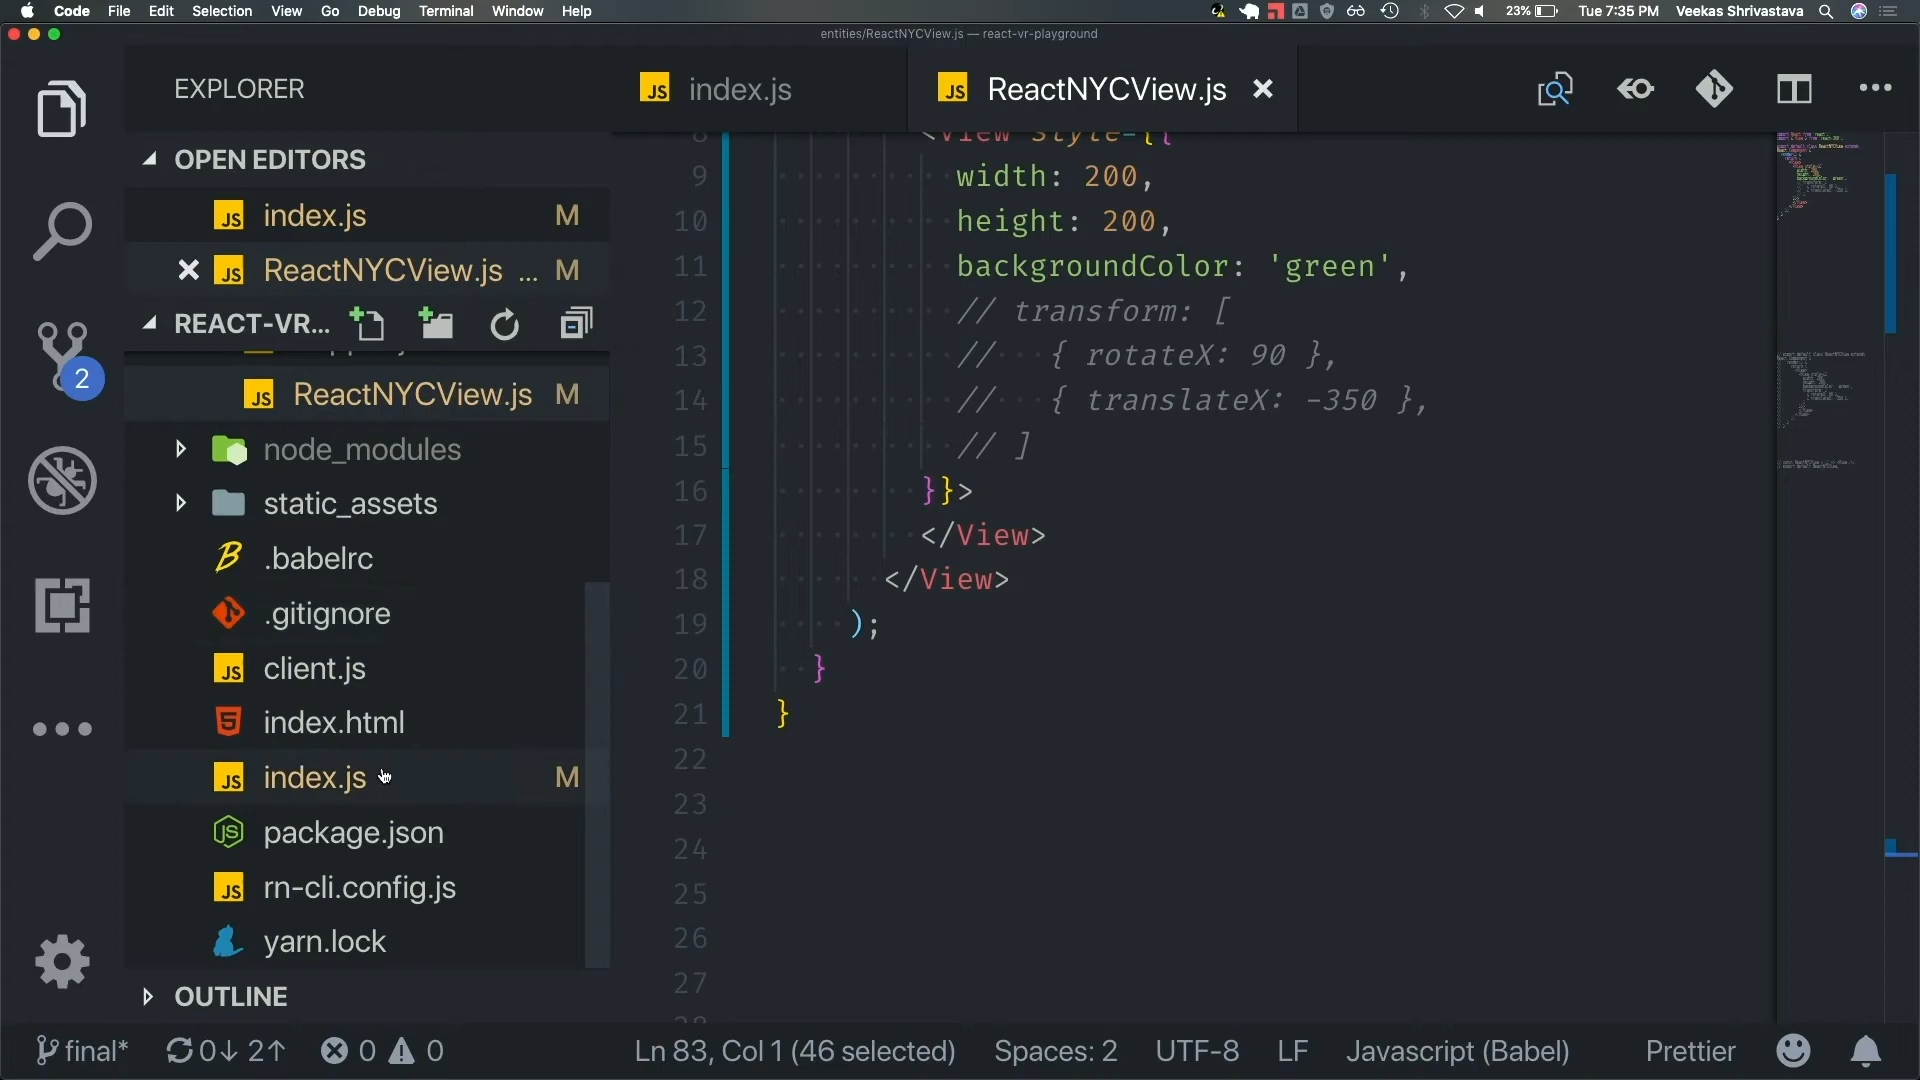 Code File Edit Selection View Go Debug Terminal Window Help 23% Tue 7:35 PM Veekas Shrivastava
entities/ReactNYCView.js — react-vr-playground
EXPLORER
OPEN EDITORS
index.js M
ReactNYCView.js ... M
REACT-VR...
ReactNYCView.js M
node_modules
static_assets
.babelrc
.gitignore
client.js
index.html
index.js M
package.json
rn-cli.config.js
yarn.lock
OUTLINE
index.js ReactNYCView.js
8 <View style={{
9 width: 200,
10 height: 200,
11 backgroundColor: 'green',
12 // transform: [
13 // { rotateX: 90 },
14 // { translateX: -350 },
15 // ]
16 }}>
17 </View>
18 </View>
19 );
20 }
21 }
22
23
24
25
26
27
28
2
final* 0↓ 2↑ 0 0 Ln 83, Col 1 (46 selected) Spaces: 2 UTF-8 LF Javascript (Babel) Prettier